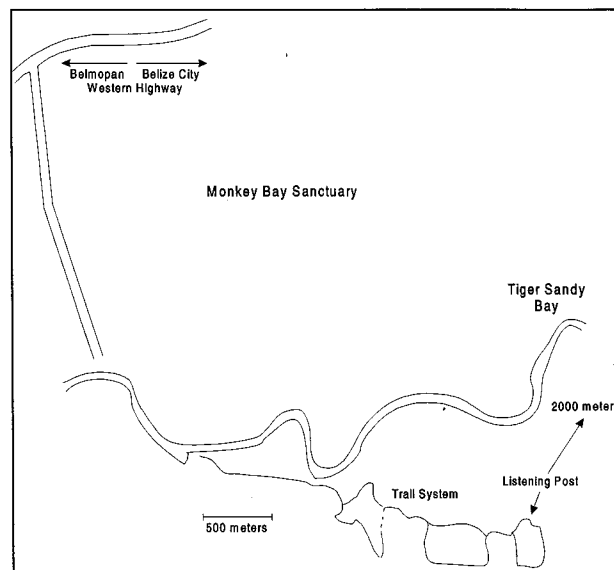 Belmopan Belize City
Western Highway
Monkey Bay Sanctuary
Tiger Sandy
Bay
2000 meter
Listening Post
Trail System
500 meters